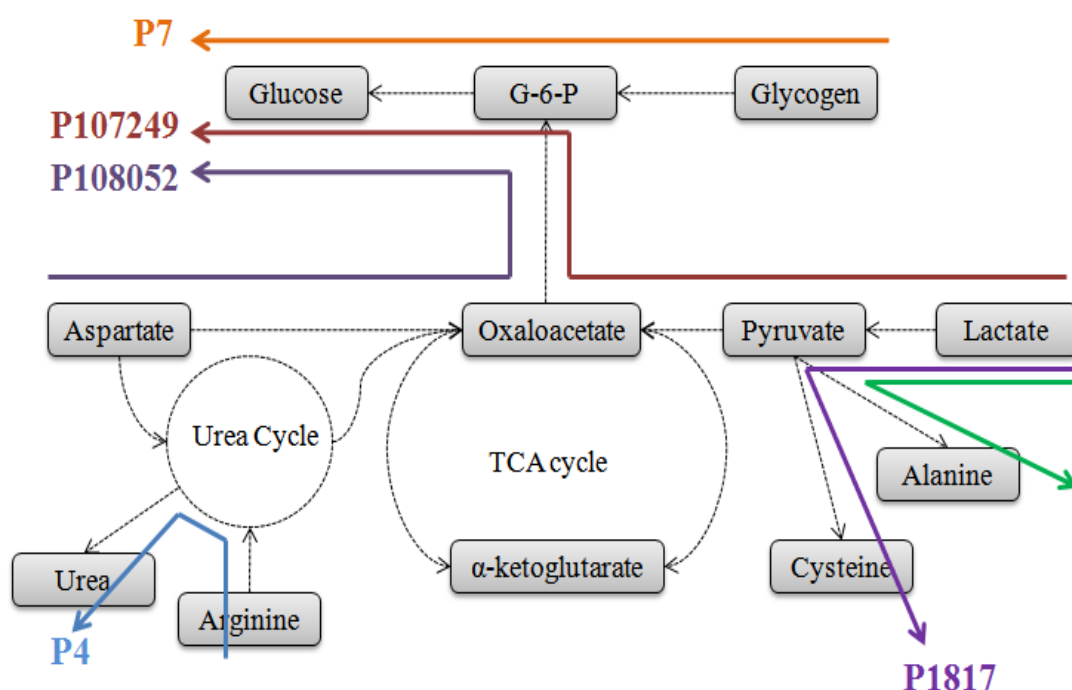 P7
Glucose
G-6-P
Glycogen
P107249
P108052
Aspartate
Oxaloacetate
Pyruvate
Lactate
Urea Cycle
TCA cycle
Alanine
Urea
α-ketoglutarate
Cysteine
Arginine
P4
P1817